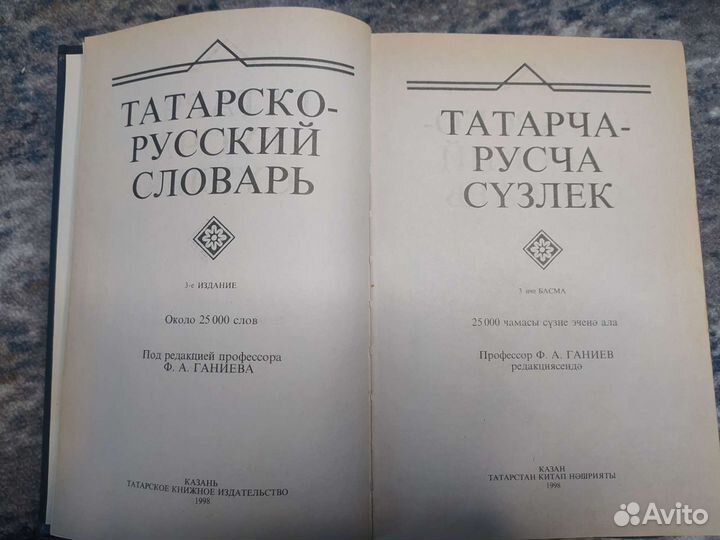 ТАТАРСКО-
РУССКИЙ
СЛОВАРЬ
3-е ИЗДАНИЕ
Около 25 000 слов
Под редакцией профессора
Ф. А. ГАНИЕВА
КАЗАНЬ
ТАТАРСКОЕ КНИЖНОЕ ИЗДАТЕЛЬСТВО
1998
ТАТАРЧА-
РУСЧА
СҮЗЛЕК
3 нче БАСМА
25 000 чамасы сүзне эченә ала
Профессор Ф. А. ГАНИЕВ
редакциясендә
КАЗАН
ТАТАРСТАН КИТАП НӘШРИЯТЫ
1998
Avito